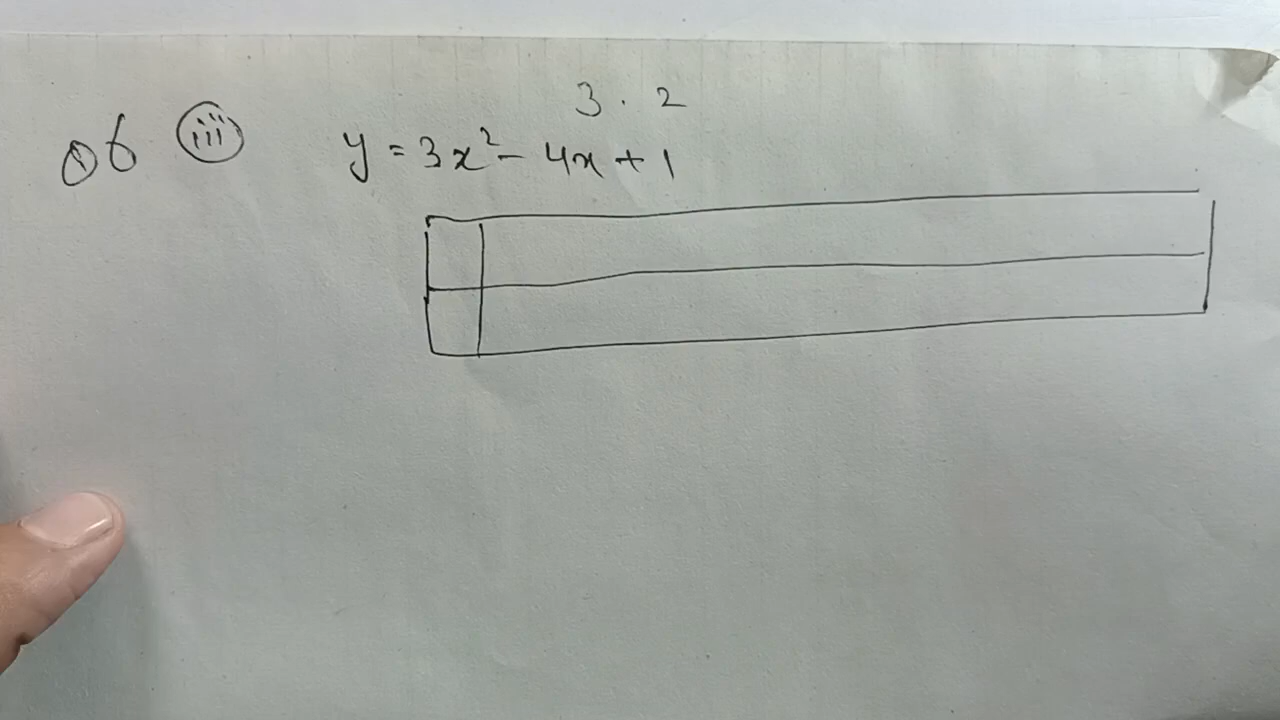 3.2
Q6 (iii) y = 3x² - 4x + 1